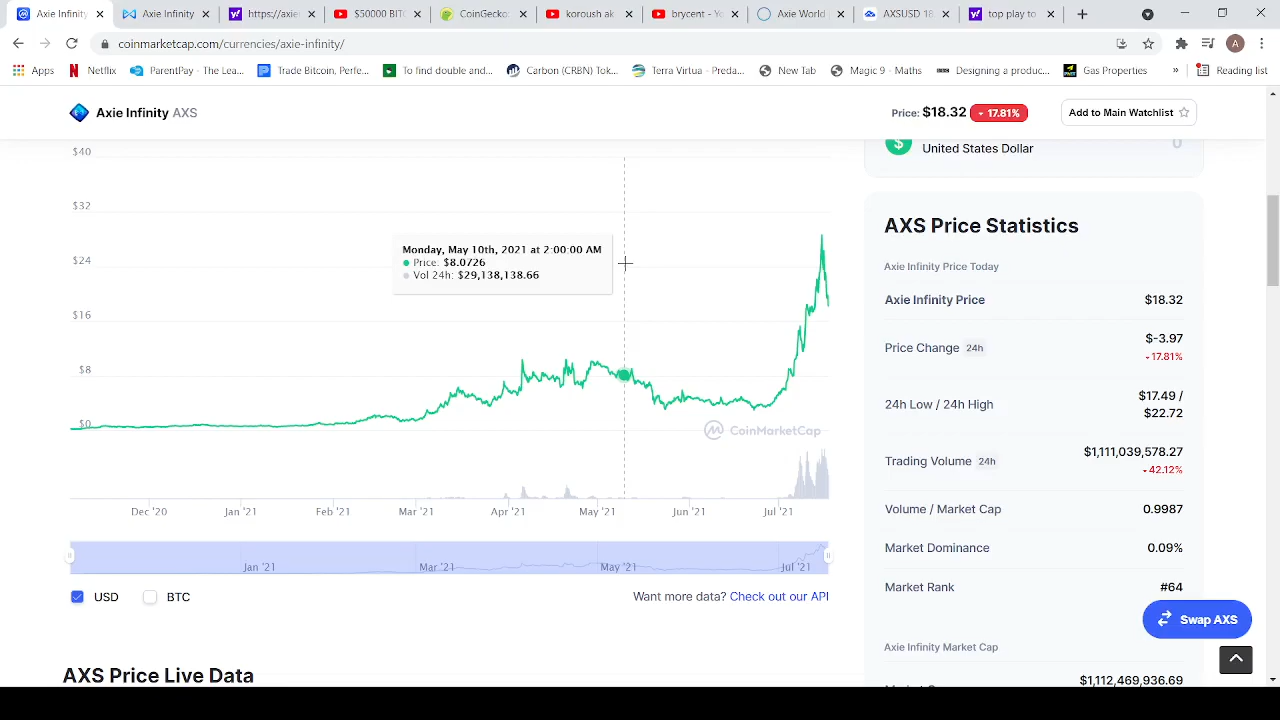 Axie Infinity
Axie Infinity
https://axie
$50000 BIT
CoinGecko:
koroush ak
brycent - Yo
Axie World
AXSUSD 18
top play to
coinmarketcap.com/currencies/axie-infinity/
A
Apps
Netflix
ParentPay - The Lea...
Trade Bitcoin, Perfe...
To find double and...
Carbon (CRBN) Tok...
Terra Virtua - Preda...
New Tab
Magic 9 - Maths
Designing a produc...
Gas Properties
»
Reading list
Axie Infinity AXS
Price: $18.32 17.81%
Add to Main Watchlist
$40
$32
$24
$16
$8
$0
Monday, May 10th, 2021 at 2:00:00 AM
Price: $8.0726
Vol 24h: $29,138,138.66
CoinMarketCap
Dec '20 Jan '21 Feb '21 Mar '21 Apr '21 May '21 Jun '21 Jul '21
Jan '21 Mar '21 May '21 Jul '21
USD BTC
Want more data? Check out our API
AXS Price Live Data
United States Dollar
AXS Price Statistics
Axie Infinity Price Today
Axie Infinity Price $18.32
Price Change 24h $-3.97
17.81%
24h Low / 24h High $17.49 /
$22.72
Trading Volume 24h $1,111,039,578.27
42.12%
Volume / Market Cap 0.9987
Market Dominance 0.09%
Market Rank #64
Swap AXS
Axie Infinity Market Cap
$1,112,469,936.69